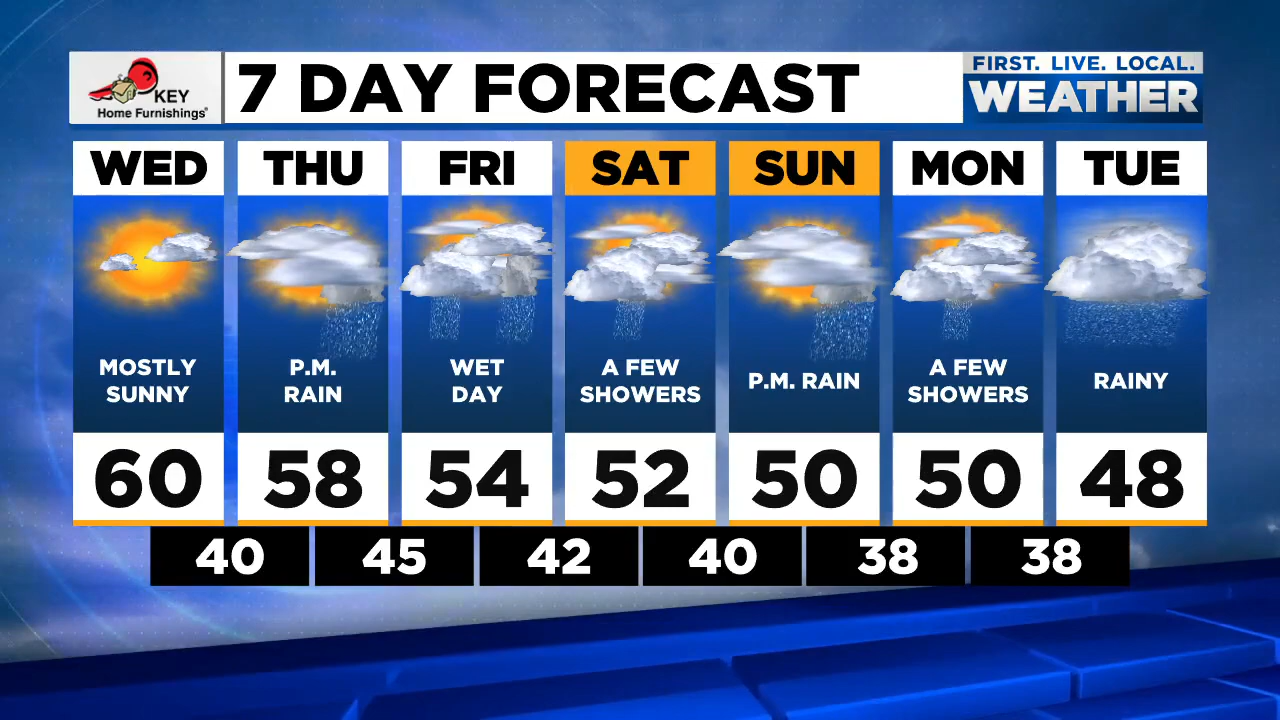 KEY
Home Furnishings®
7 DAY FORECAST
FIRST. LIVE. LOCAL.
WEATHER
WED
THU
FRI
SAT
SUN
MON
TUE
MOSTLY
SUNNY
P.M.
RAIN
WET
DAY
A FEW
SHOWERS
P.M. RAIN
A FEW
SHOWERS
RAINY
60
58
54
52
50
50
48
40
45
42
40
38
38